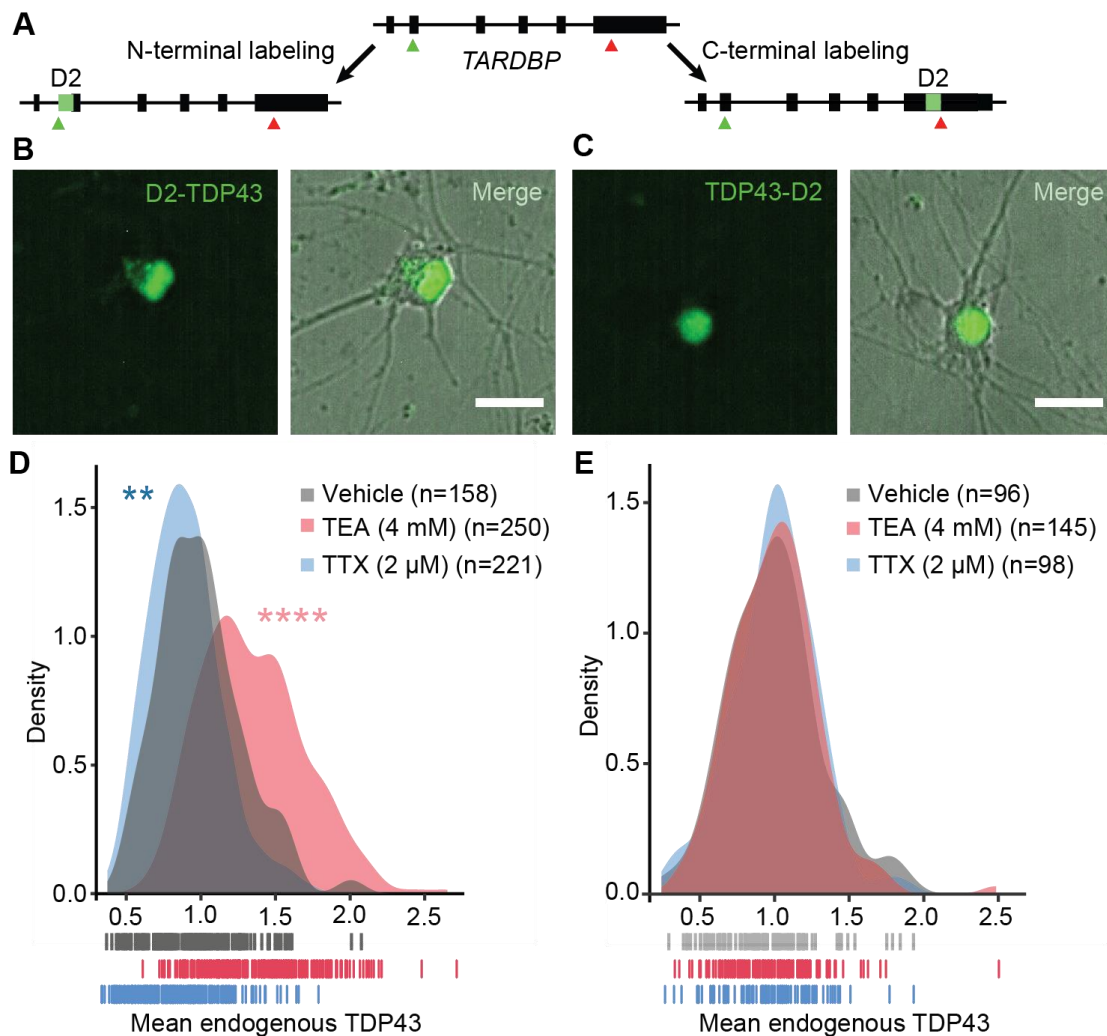 A
N-terminal labeling
TARDBP
C-terminal labeling
D2
D2
B
D2-TDP43
Merge
C
TDP43-D2
Merge
D
**
Vehicle (n=158)
TEA (4 mM) (n=250)
TTX (2 µM) (n=221)
****
Density
1.5
1.0
0.5
0.0
0.5
1.0
1.5
2.0
2.5
Mean endogenous TDP43
E
Vehicle (n=96)
TEA (4 mM) (n=145)
TTX (2 µM) (n=98)
Density
1.5
1.0
0.5
0.0
0.5
1.0
1.5
2.0
2.5
Mean endogenous TDP43